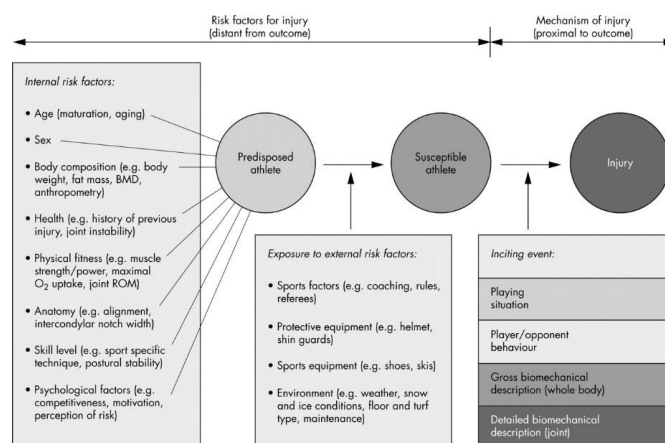 Risk factors for injury
(distant from outcome)
Mechanism of injury
(proximal to outcome)
Internal risk factors:
• Age (maturation, aging)
• Sex
• Body composition (e.g. body
weight, fat mass, BMD,
anthropometry)
• Health (e.g. history of previous
injury, joint instability)
• Physical fitness (e.g. muscle
strength/power, maximal
O₂ uptake, joint ROM)
• Anatomy (e.g. alignment,
intercondylar notch width)
• Skill level (e.g. sport specific
technique, postural stability)
• Psychological factors (e.g.
competitiveness, motivation,
perception of risk)
Predisposed
athlete
Susceptible
athlete
Injury
Exposure to external risk factors:
• Sports factors (e.g. coaching, rules,
referees)
• Protective equipment (e.g. helmet,
shin guards)
• Sports equipment (e.g. shoes, skis)
• Environment (e.g. weather, snow
and ice conditions, floor and turf
type, maintenance)
Inciting event:
Playing
situation
Player/opponent
behaviour
Gross biomechanical
description (whole body)
Detailed biomechanical
description (joint)